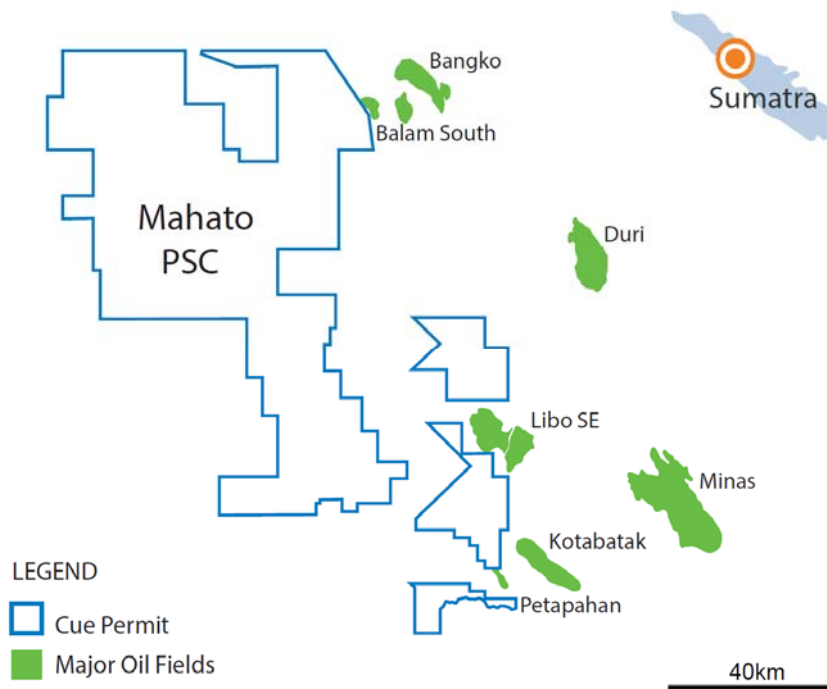 Bangko
Sumatra
Balam South
Mahato
PSC
Duri
Libo SE
Minas
Kotabatak
Petapahan
LEGEND
Cue Permit
Major Oil Fields
40km